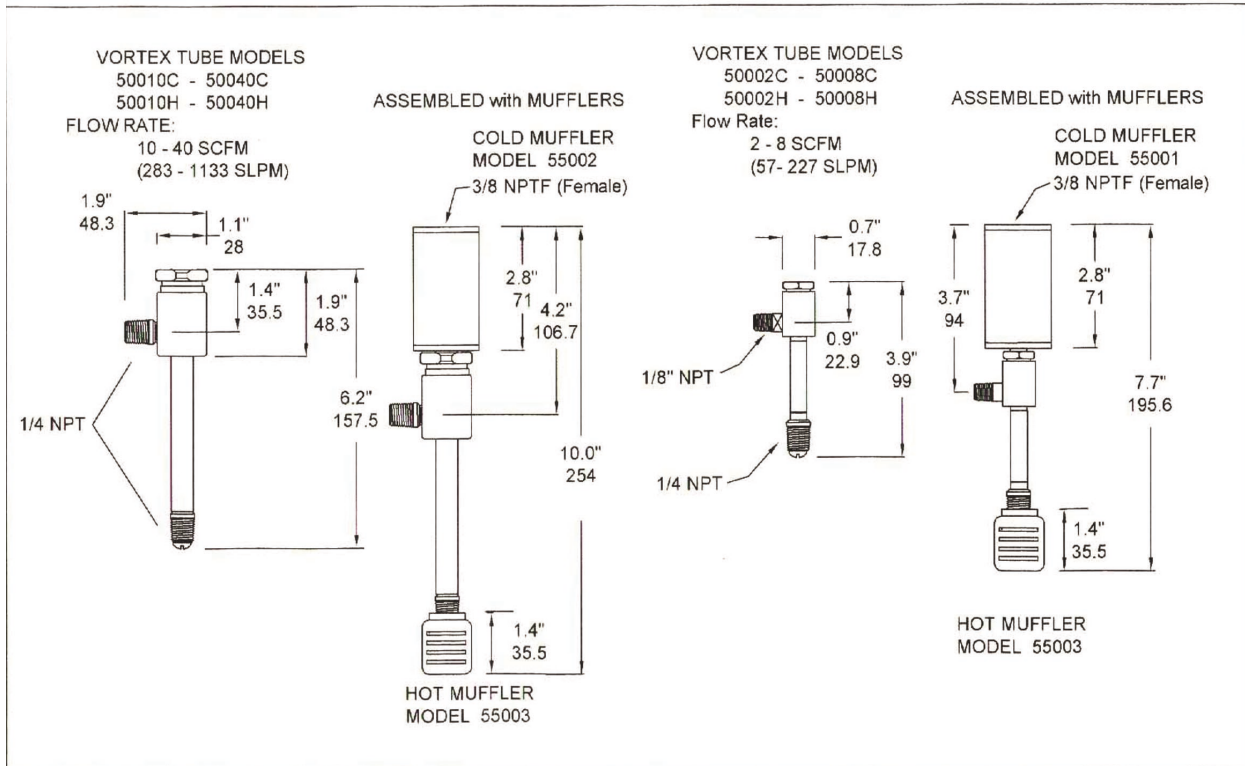 VORTEX TUBE MODELS
50010C - 50040C
50010H - 50040H
FLOW RATE:
10 - 40 SCFM
(283 - 1133 SLPM)
1.9"
48.3
1.1"
28
1.4"
35.5
1.9"
48.3
6.2"
157.5
1/4 NPT
ASSEMBLED with MUFFLERS
COLD MUFFLER
MODEL 55002
3/8 NPTF (Female)
2.8"
71
4.2"
106.7
10.0"
254
1.4"
35.5
HOT MUFFLER
MODEL 55003
VORTEX TUBE MODELS
50002C - 50008C
50002H - 50008H
Flow Rate:
2 - 8 SCFM
(57- 227 SLPM)
0.7"
17.8
0.9"
22.9
3.9"
99
1/8" NPT
1/4 NPT
ASSEMBLED with MUFFLERS
COLD MUFFLER
MODEL 55001
3/8 NPTF (Female)
3.7"
94
2.8"
71
7.7"
195.6
1.4"
35.5
HOT MUFFLER
MODEL 55003